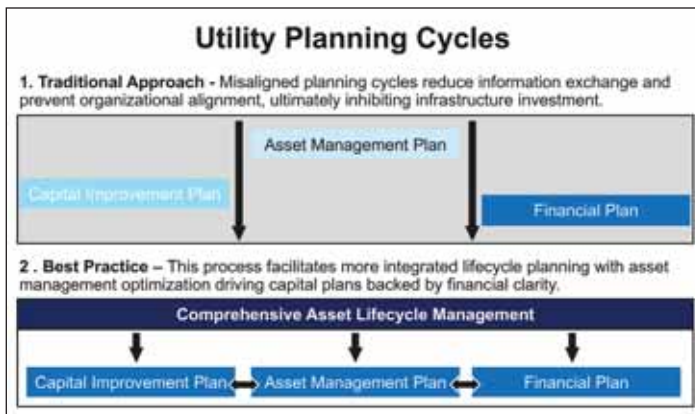 Utility Planning Cycles
1. Traditional Approach - Misaligned planning cycles reduce information exchange and
prevent organizational alignment, ultimately inhibiting infrastructure investment.
Asset Management Plan
Capital Improvement Plan
Financial Plan
2 . Best Practice – This process facilitates more integrated lifecycle planning with asset
management optimization driving capital plans backed by financial clarity.
Comprehensive Asset Lifecycle Management
Capital Improvement Plan
Asset Management Plan
Financial Plan